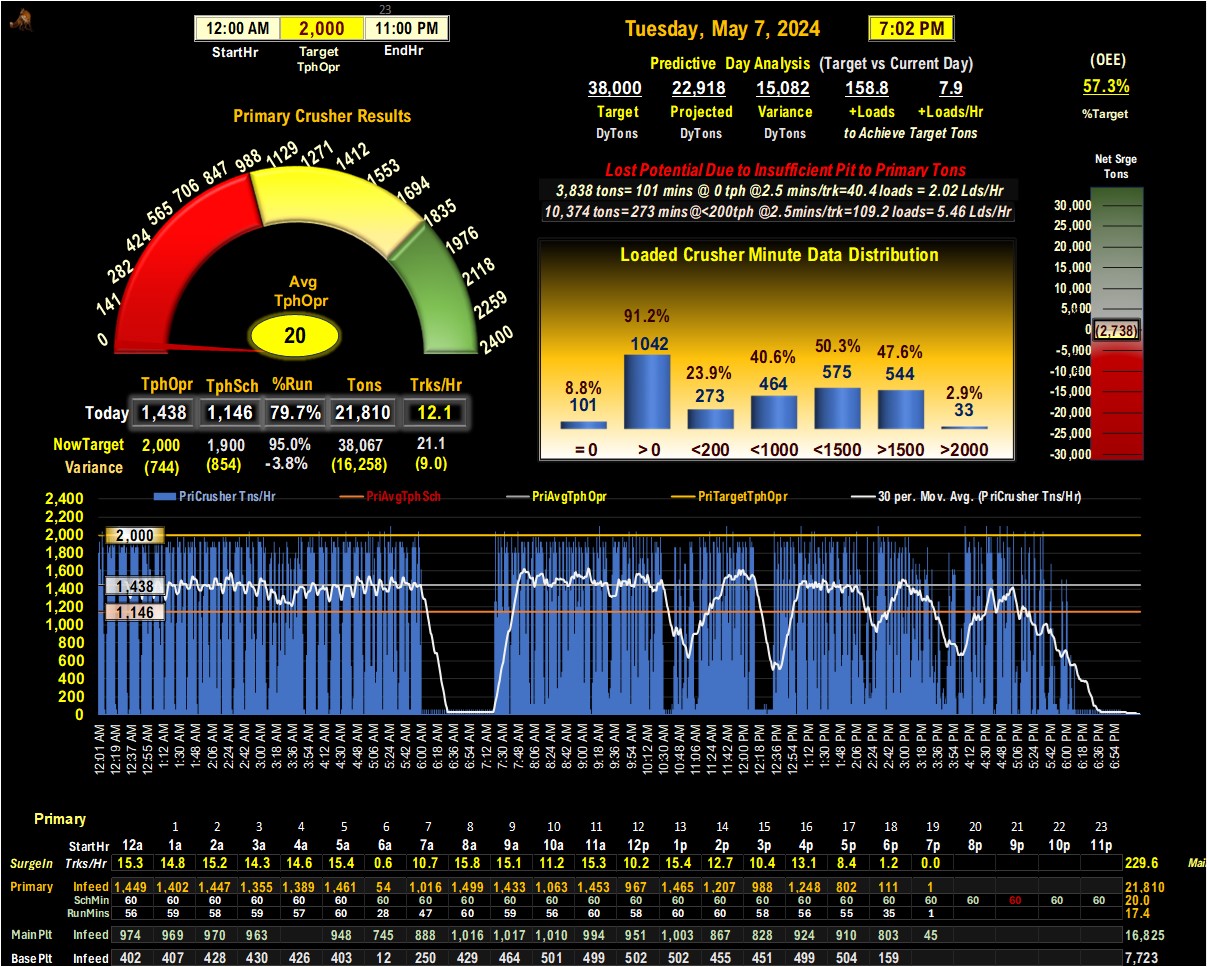 23
12:00 AM 2,000 11:00 PM
StartHr Target EndHr
TphOpr
Tuesday, May 7, 2024 7:02 PM
Predictive Day Analysis (Target vs Current Day)
38,000 22,918 15,082 158.8 7.9
Target Projected Variance +Loads +Loads/Hr
DyTons DyTons DyTons to Achieve Target Tons
(OEE)
57.3%
%Target
Primary Crusher Results
0 141 282 424 565 706 847 988 1129 1271 1412 1553 1694 1835 1976 2118 2259 2400
Avg
TphOpr
20
TphOpr TphSch %Run Tons Trks/Hr
Today 1,438 1,146 79.7% 21,810 12.1
NowTarget 2,000 1,900 95.0% 38,067 21.1
Variance (744) (854) -3.8% (16,258) (9.0)
Lost Potential Due to Insufficient Pit to Primary Tons
3,838 tons= 101 mins @ 0 tph @2.5 mins/trk=40.4 loads = 2.02 Lds/Hr
10,374 tons= 273 mins @<200tph @2.5mins/trk=109.2 loads= 5.46 Lds/Hr
Loaded Crusher Minute Data Distribution
8.8% 91.2% 23.9% 40.6% 50.3% 47.6% 2.9%
101 1042 273 464 575 544 33
= 0 > 0 <200 <1000 <1500 >1500 >2000
Net Srge
Tons
30,000
25,000
20,000
15,000
10,000
5,000
0 (2,738)
-5,000
-10,000
-15,000
-20,000
-25,000
-30,000
PriCrusher Tns/Hr PriAvgTphSch PriAvgTphOpr PriTargetTphOpr 30 per. Mov. Avg. (PriCrusher Tns/Hr)
2,400
2,200
2,000 2,000
1,800
1,600
1,400 1,438
1,200 1,146
1,000
800
600
400
200
0
12:01 AM 12:19 AM 12:37 AM 12:55 AM 1:12 AM 1:30 AM 1:48 AM 2:06 AM 2:24 AM 2:42 AM 3:00 AM 3:18 AM 3:36 AM 3:54 AM 4:12 AM 4:30 AM 4:48 AM 5:06 AM 5:24 AM 5:42 AM 6:00 AM 6:18 AM 6:36 AM 6:54 AM 7:12 AM 7:30 AM 7:48 AM 8:06 AM 8:24 AM 8:42 AM 9:00 AM 9:18 AM 9:36 AM 9:54 AM 10:12 AM 10:30 AM 10:48 AM 11:06 AM 11:24 AM 11:42 AM 12:00 PM 12:18 PM 12:36 PM 12:54 PM 1:12 PM 1:30 PM 1:48 PM 2:06 PM 2:24 PM 2:42 PM 3:00 PM 3:18 PM 3:36 PM 3:54 PM 4:12 PM 4:30 PM 4:48 PM 5:06 PM 5:24 PM 5:42 PM 6:00 PM 6:18 PM 6:36 PM 6:54 PM
Primary
1 2 3 4 5 6 7 8 9 10 11 12 13 14 15 16 17 18 19 20 21 22 23
StartHr 12a 1a 2a 3a 4a 5a 6a 7a 8a 9a 10a 11a 12p 1p 2p 3p 4p 5p 6p 7p 8p 9p 10p 11p
SurgeIn Trks/Hr 15.3 14.8 15.2 14.3 14.6 15.4 0.6 10.7 15.8 15.1 11.2 15.3 10.2 15.4 12.7 10.4 13.1 8.4 1.2 0.0 229.6
Primary Infeed 1,449 1,402 1,447 1,355 1,389 1,461 54 1,016 1,499 1,433 1,063 1,453 967 1,465 1,207 988 1,248 802 111 1 21,810
SchMin 60 60 60 60 60 60 60 60 60 60 60 60 60 60 60 60 60 60 60 60 60 60 60 60 20.0
RunMins 56 59 58 59 57 60 28 47 60 59 56 60 58 60 60 58 56 55 35 1 17.4
MainPlt Infeed 974 969 970 963 948 745 888 1,016 1,017 1,010 994 951 1,003 867 828 924 910 803 45 16,825
BasePlt Infeed 402 407 428 430 426 403 12 250 429 464 501 499 502 502 455 451 499 504 159 7,723